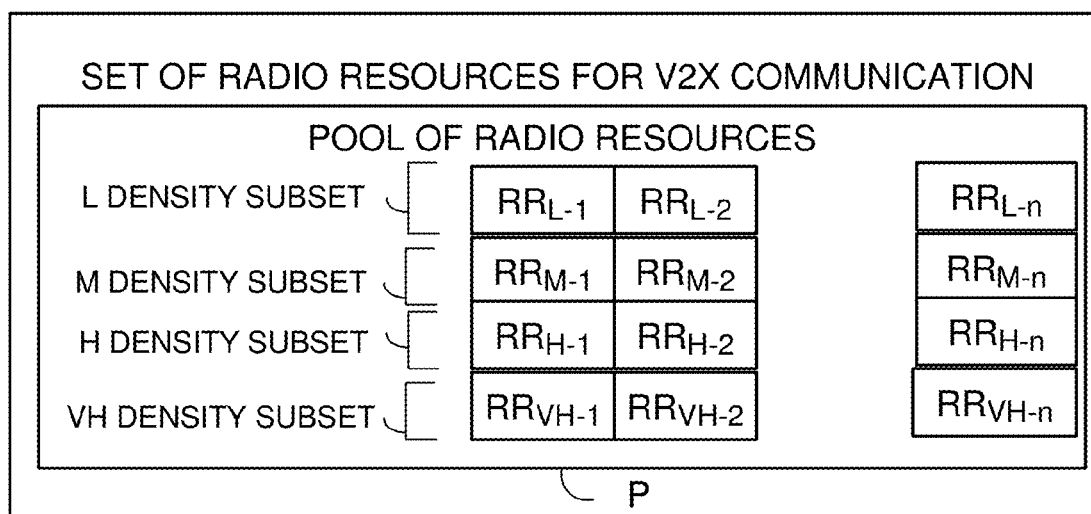 SET OF RADIO RESOURCES FOR V2X COMMUNICATION
POOL OF RADIO RESOURCES
L DENSITY SUBSET RRL-1 RRL-2 RRL-n
M DENSITY SUBSET RRM-1 RRM-2 RRM-n
H DENSITY SUBSET RRH-1 RRH-2 RRH-n
VH DENSITY SUBSET RRVH-1 RRVH-2 RRVH-n
P